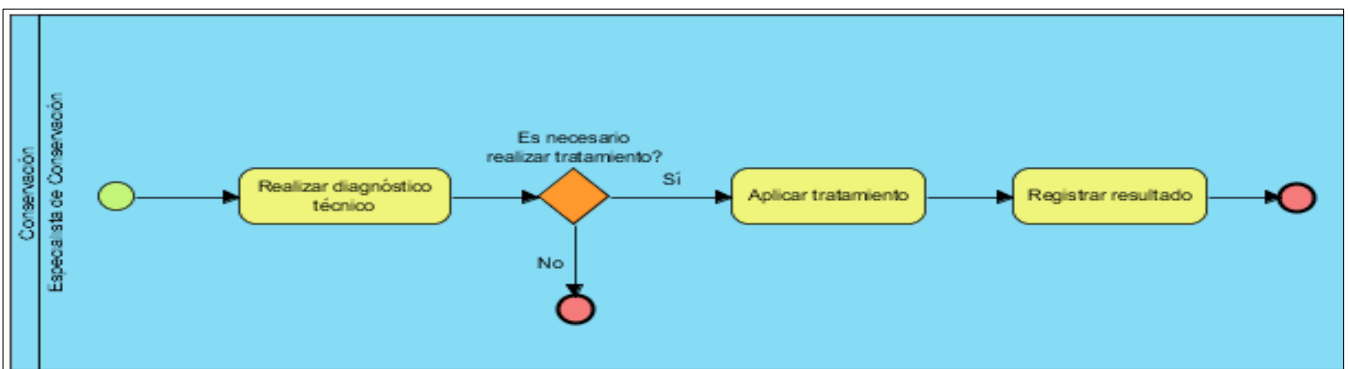 Conservación
Especialista de Conservación
Realizar diagnóstico
técnico
Es necesario
realizar tratamiento?
Sí
No
Aplicar tratamiento
Registrar resultado